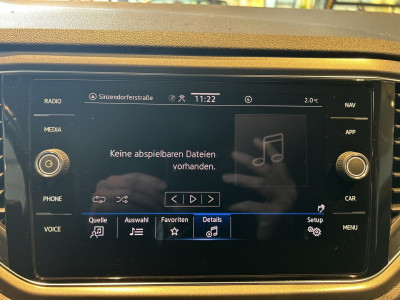 RADIO
MEDIA
PHONE
VOICE
Sinzendorferstraße 11:22 2.0°C
Keine abspielbaren Dateien
vorhanden.
Quelle Auswahl Favoriten Details Setup
NAV
APP
CAR
MENU